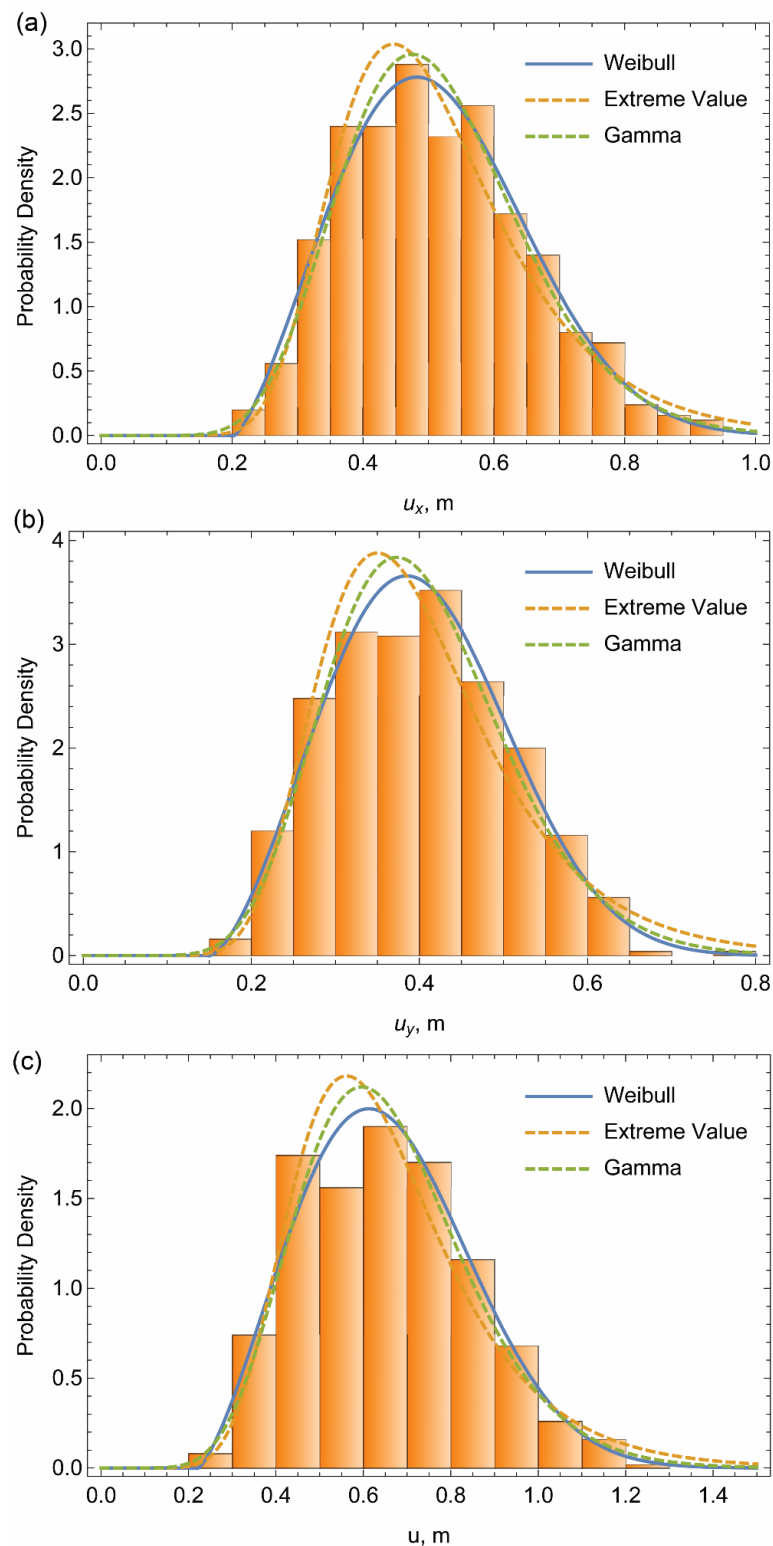 (a)
3.0
2.5
2.0
1.5
1.0
0.5
0.0
Probability Density
Weibull
Extreme Value
Gamma
0.0 0.2 0.4 0.6 0.8 1.0
u_x, m
(b)
4
3
2
1
0
Probability Density
Weibull
Extreme Value
Gamma
0.0 0.2 0.4 0.6 0.8
u_y, m
(c)
2.0
1.5
1.0
0.5
0.0
Probability Density
Weibull
Extreme Value
Gamma
0.0 0.2 0.4 0.6 0.8 1.0 1.2 1.4
u, m